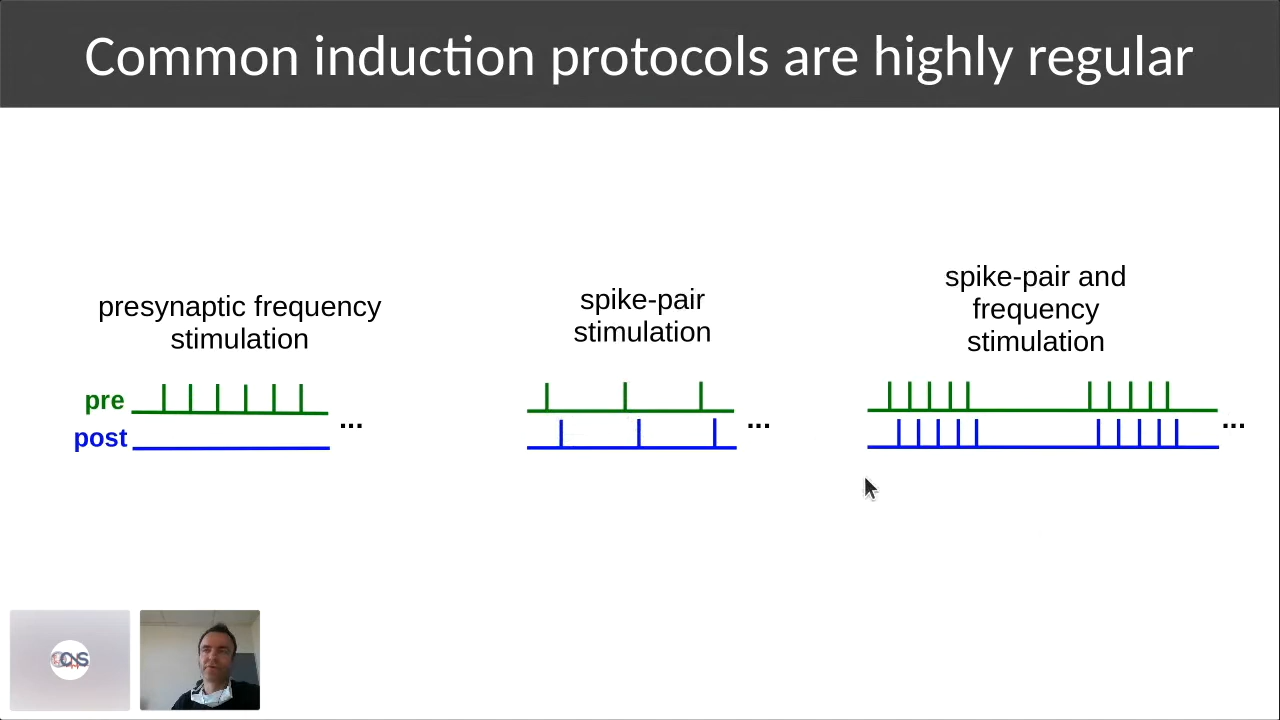 Common induction protocols are highly regular
presynaptic frequency
stimulation
pre
post
...
spike-pair
stimulation
...
spike-pair and
frequency
stimulation
...